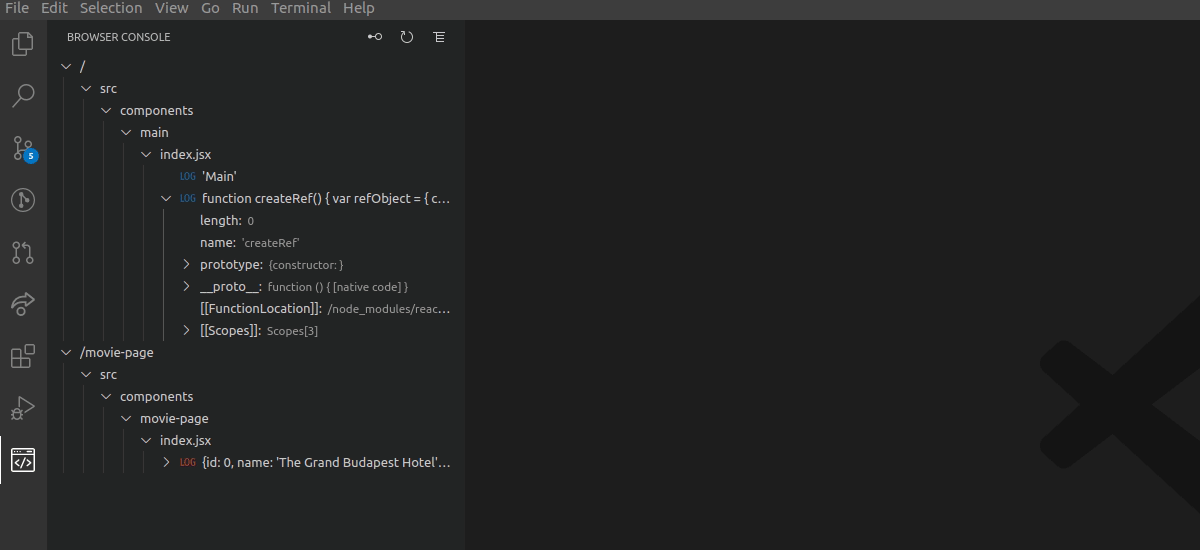 File Edit Selection View Go Run Terminal Help
BROWSER CONSOLE
/
src
components
main
index.jsx
LOG 'Main'
LOG function createRef() { var refObject = { c...
length: 0
name: 'createRef'
prototype: {constructor: }
__proto__: function () { [native code] }
[[FunctionLocation]]: /node_modules/reac...
[[Scopes]]: Scopes[3]
/movie-page
src
components
movie-page
index.jsx
LOG {id: 0, name: 'The Grand Budapest Hotel'...
5